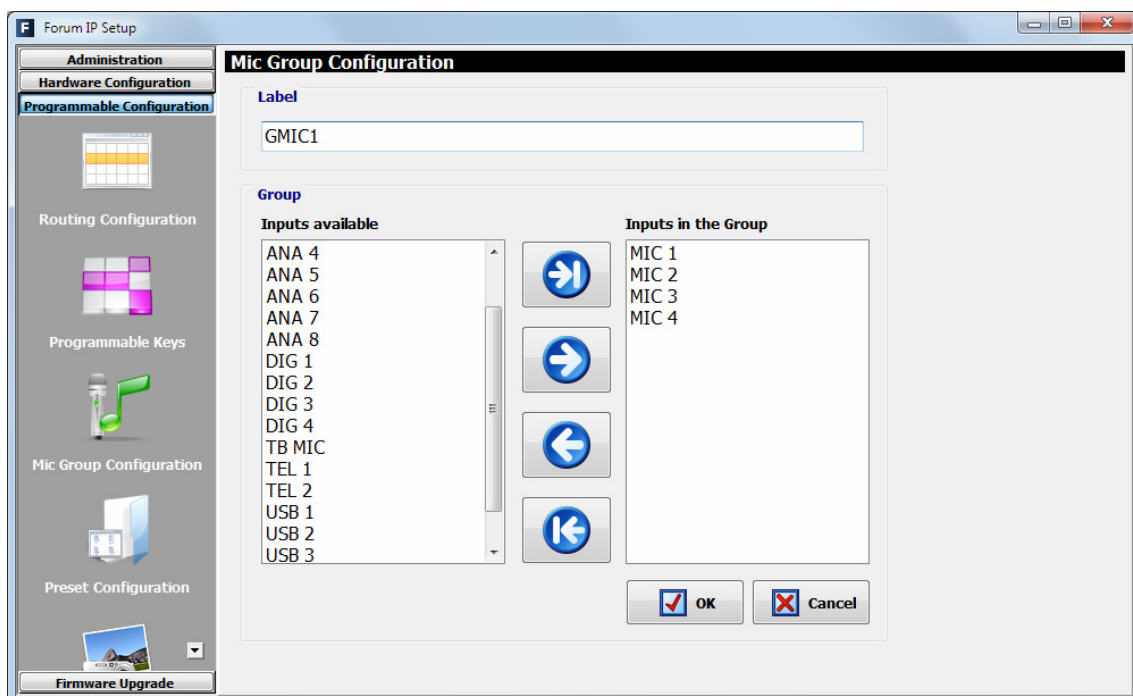 F Forum IP Setup
Administration
Hardware Configuration
Programmable Configuration
Routing Configuration
Programmable Keys
Mic Group Configuration
Preset Configuration
Firmware Upgrade
Mic Group Configuration
Label
GMIC1
Group
Inputs available
ANA 4
ANA 5
ANA 6
ANA 7
ANA 8
DIG 1
DIG 2
DIG 3
DIG 4
TB MIC
TEL 1
TEL 2
USB 1
USB 2
USB 3
Inputs in the Group
MIC 1
MIC 2
MIC 3
MIC 4
OK
Cancel